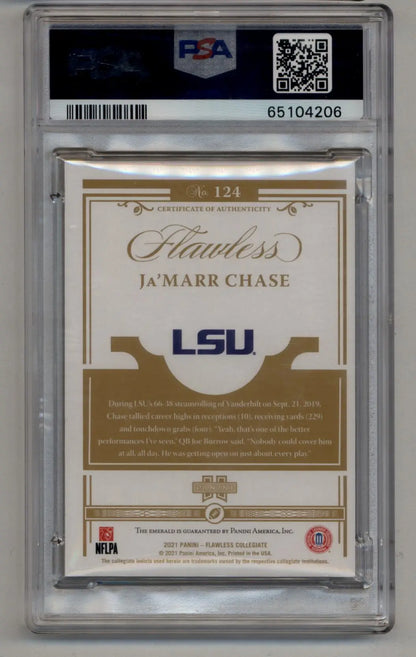 PSA
65104206
No. 124
CERTIFICATE OF AUTHENTICITY
Flawless
JA'MARR CHASE
LSU
During LSU's 66-38 steamrolling of Vanderbilt on Sept. 21, 2019,
Chase tallied career highs in receptions (10), receiving yards (229)
and touchdown grabs (four). "Yeah, that's one of the better
performances I've seen," QB Joe Burrow said. "Nobody could cover him
at all, all day. He was getting open on just about every play."
THE EMERALD IS GUARANTEED BY PANINI AMERICA, INC.
NFLPA
2021 PANINI – FLAWLESS COLLEGIATE
© 2021 Panini America, Inc. Printed in the USA.
The collegiate indicia used herein are trademarks owned by the respective collegiate institutions.